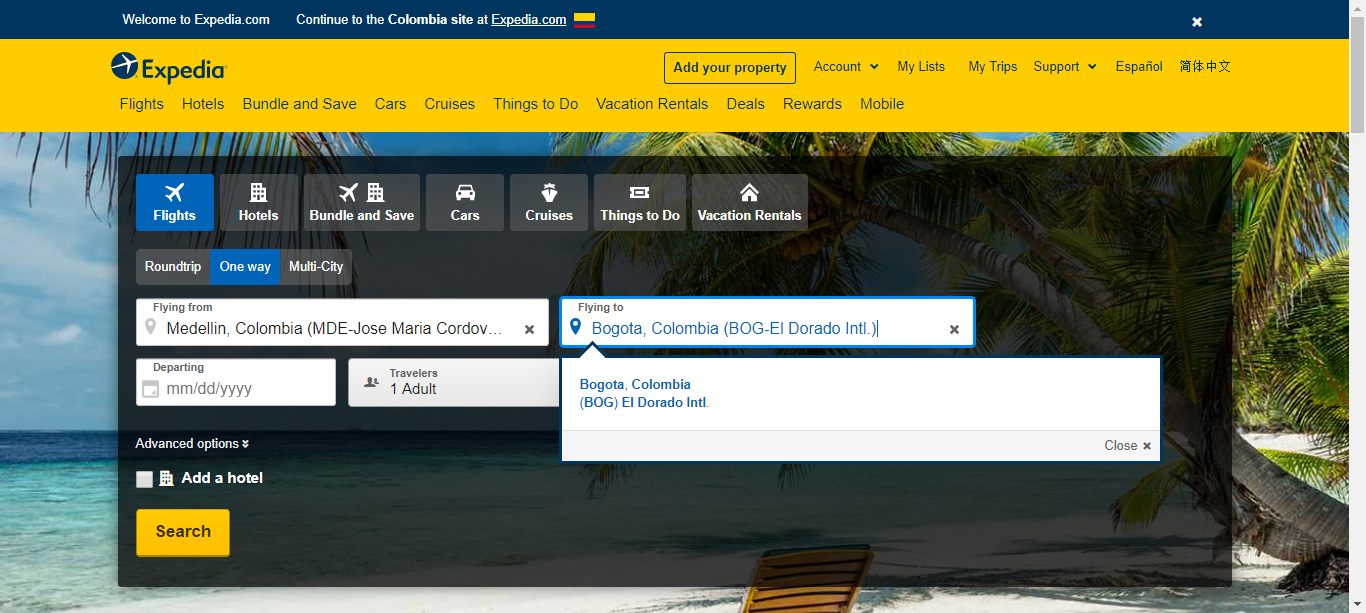 Welcome to Expedia.com Continue to the Colombia site at Expedia.com
Expedia
Add your property Account My Lists My Trips Support Español 简体中文
Flights Hotels Bundle and Save Cars Cruises Things to Do Vacation Rentals Deals Rewards Mobile
Flights Hotels Bundle and Save Cars Cruises Things to Do Vacation Rentals
Roundtrip One way Multi-City
Flying from
Medellin, Colombia (MDE-Jose Maria Cordov...
Flying to
Bogota, Colombia (BOG-El Dorado Intl.)
Departing
mm/dd/yyyy
Travelers
1 Adult
Bogota, Colombia
(BOG) El Dorado Intl.
Close
Advanced options
Add a hotel
Search